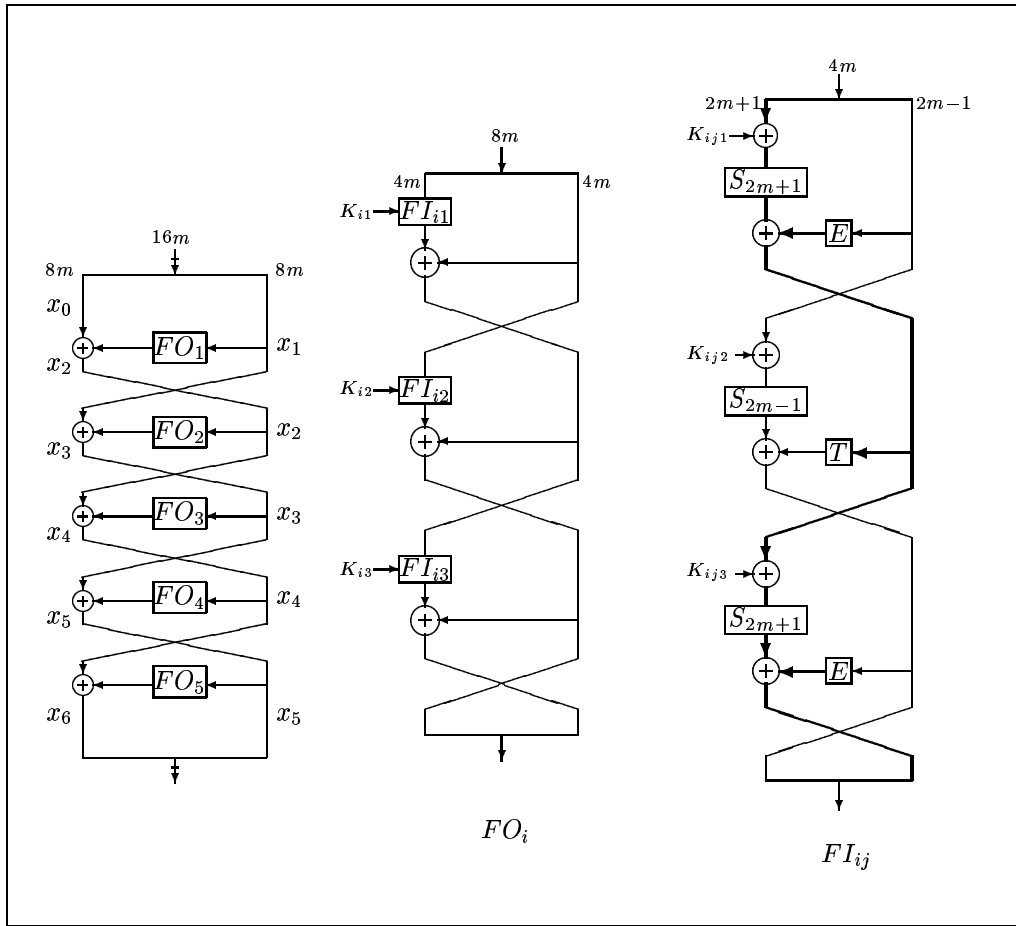 16m
8m 8m
x₀
FO₁ x₁
x₂
FO₂ x₂
x₃
FO₃ x₃
x₄
FO₄ x₄
x₅
FO₅
x₆ x₅
8m
4m 4m
Kᵢ₁ FIᵢ₁
Kᵢ₂ FIᵢ₂
Kᵢ₃ FIᵢ₃
FOᵢ
4m
2m+1 2m−1
Kᵢⱼ₁
S₂ₘ₊₁
E
Kᵢⱼ₂
S₂ₘ₋₁
T
Kᵢⱼ₃
S₂ₘ₊₁
E
FIᵢⱼ